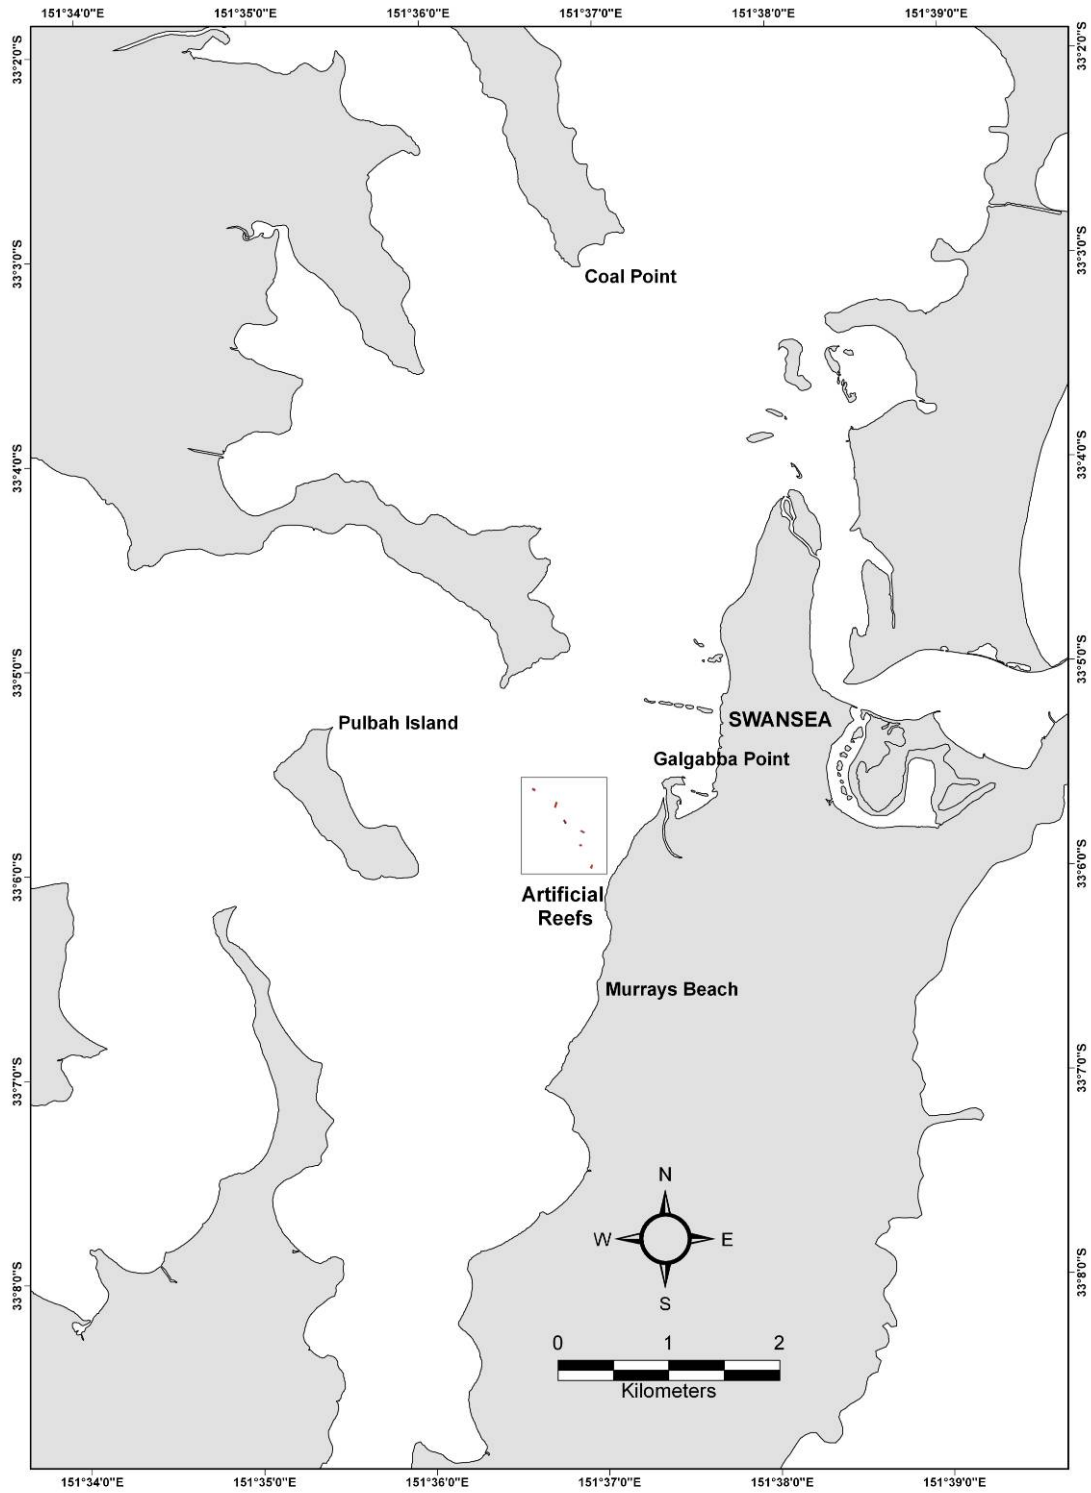 151°34'0"E 151°35'0"E 151°36'0"E 151°37'0"E 151°38'0"E 151°39'0"E
33°2'0"S 33°2'0"S
33°3'0"S 33°3'0"S
Coal Point
33°4'0"S 33°4'0"S
33°5'0"S 33°5'0"S
Pulbah Island
SWANSEA
Galgabba Point
33°6'0"S 33°6'0"S
Artificial
Reefs
Murrays Beach
33°7'0"S 33°7'0"S
N
W E
S
33°8'0"S 33°8'0"S
0 1 2
Kilometers
151°34'0"E 151°35'0"E 151°36'0"E 151°37'0"E 151°38'0"E 151°39'0"E